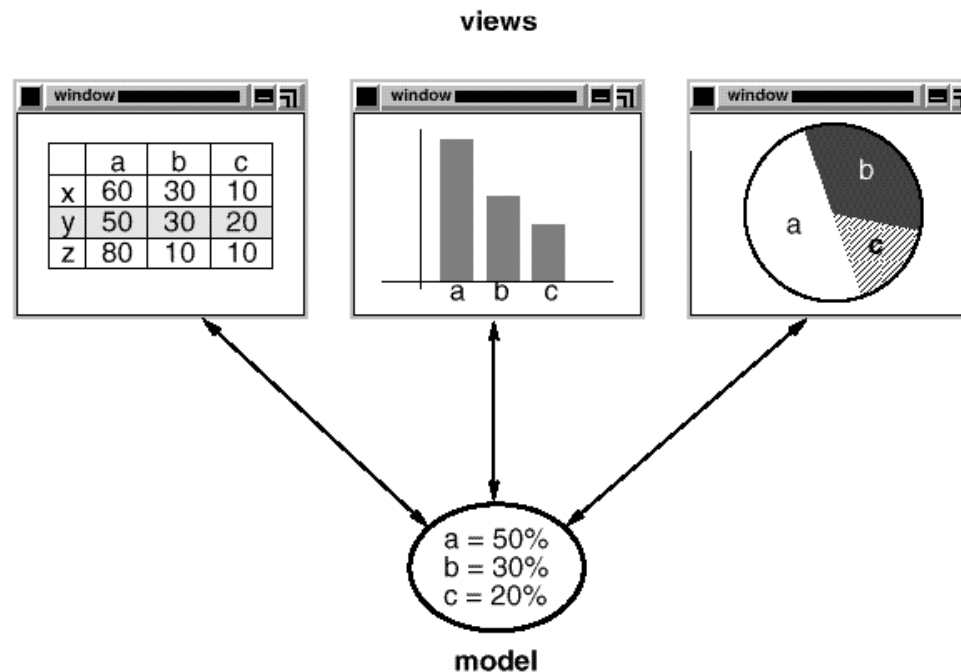 views
window
a b c
x 60 30 10
y 50 30 20
z 80 10 10
window
a b c
window
b
a
c
a = 50%
b = 30%
c = 20%
model